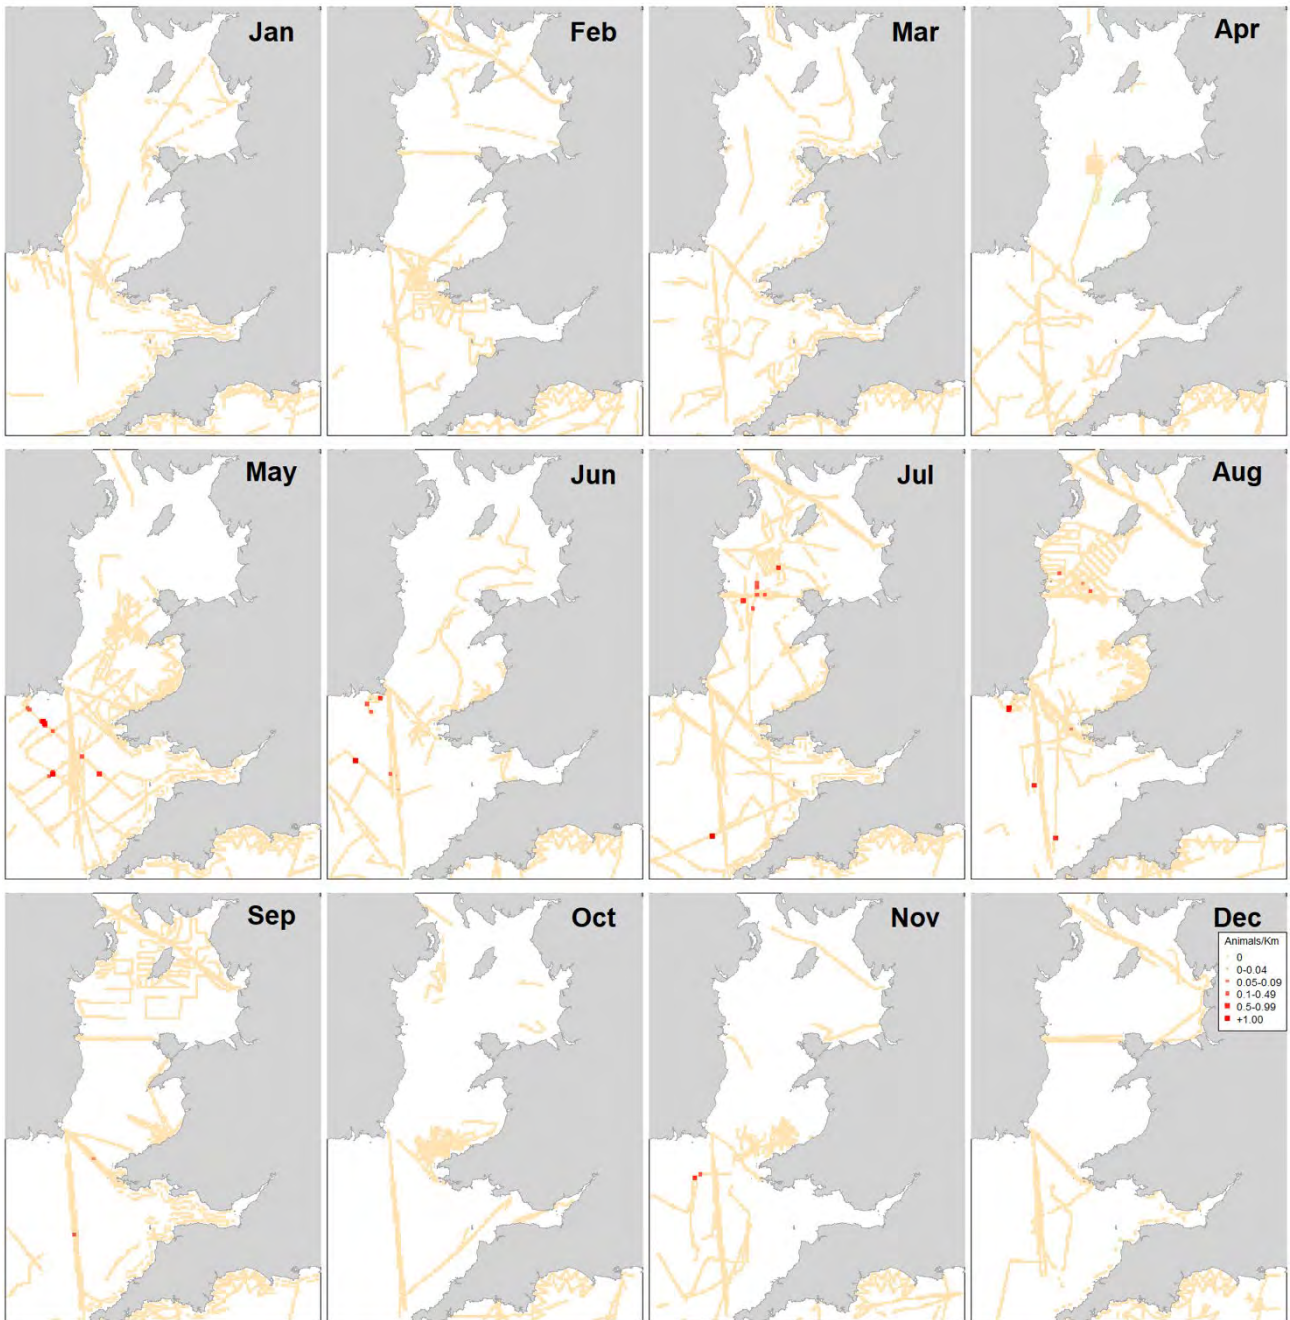 Jan
Feb
Mar
Apr
May
Jun
Jul
Aug
Sep
Oct
Nov
Dec
Animals/Km
0
0-0.04
0.05-0.09
0.1-0.49
0.5-0.99
+1.00